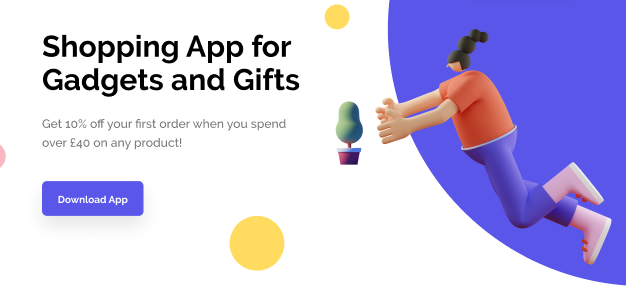 Shopping App for
Gadgets and Gifts
Get 10% off your first order when you spend
over £40 on any product!
Download App